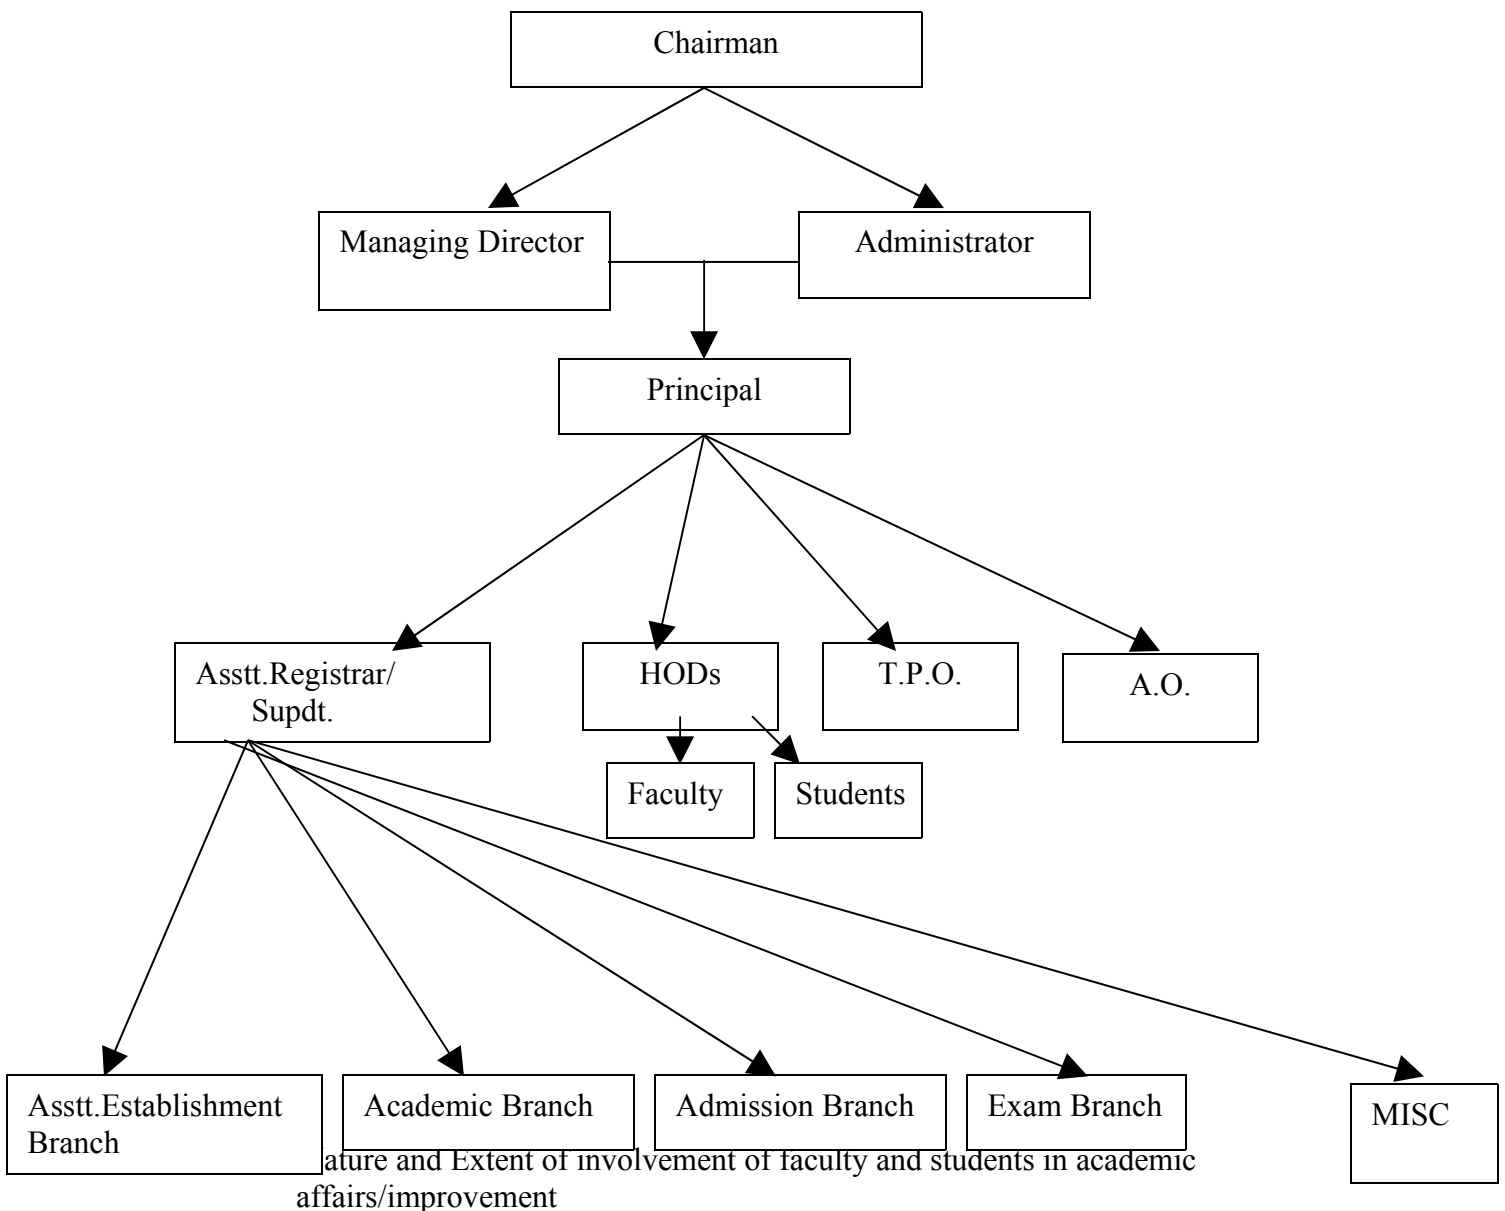 Chairman
Managing Director
Administrator
Principal
Asstt.Registrar/
Supdt.
HODs
T.P.O.
A.O.
Faculty
Students
Asstt.Establishment
Branch
Academic Branch
Admission Branch
Exam Branch
MISC
ature and Extent of involvement of faculty and students in academic
affairs/improvement